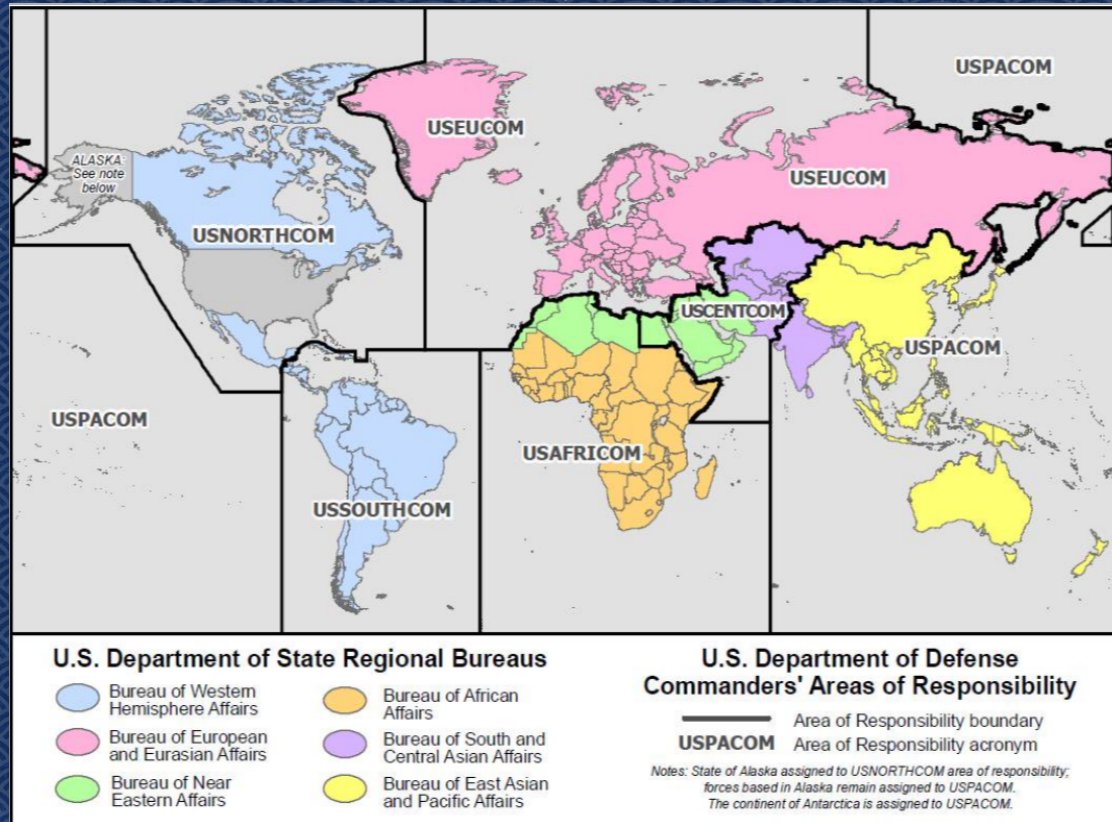 USPACOM
ALASKA:
See note
below
USEUCOM
USEUCOM
USNORTHCOM
USCENTCOM
USPACOM
USPACOM
USAFRICOM
USSOUTHCOM
U.S. Department of State Regional Bureaus
Bureau of Western
Hemisphere Affairs
Bureau of European
and Eurasian Affairs
Bureau of Near
Eastern Affairs
Bureau of African
Affairs
Bureau of South and
Central Asian Affairs
Bureau of East Asian
and Pacific Affairs
U.S. Department of Defense
Commanders' Areas of Responsibility
Area of Responsibility boundary
USPACOM Area of Responsibility acronym
Notes: State of Alaska assigned to USNORTHCOM area of responsibility;
forces based in Alaska remain assigned to USPACOM.
The continent of Antarctica is assigned to USPACOM.